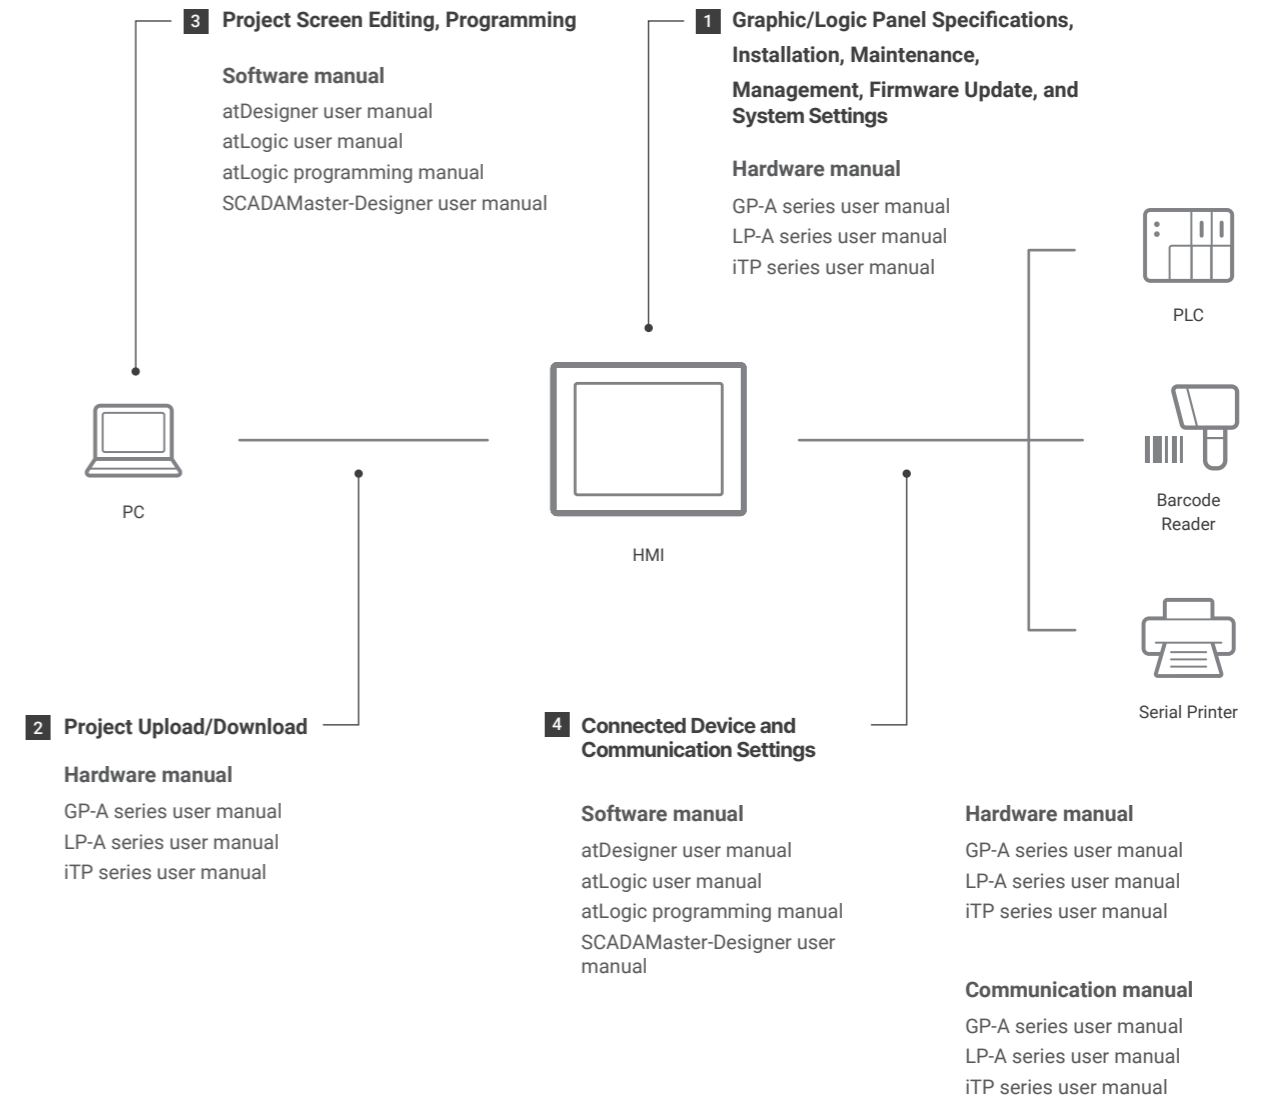 3 Project Screen Editing, Programming
Software manual
atDesigner user manual
atLogic user manual
atLogic programming manual
SCADAMaster-Designer user manual
1 Graphic/Logic Panel Specifications,
Installation, Maintenance,
Management, Firmware Update, and
System Settings
Hardware manual
GP-A series user manual
LP-A series user manual
iTP series user manual
PLC
Barcode
Reader
Serial Printer
PC
HMI
2 Project Upload/Download
Hardware manual
GP-A series user manual
LP-A series user manual
iTP series user manual
4 Connected Device and
Communication Settings
Software manual
atDesigner user manual
atLogic user manual
atLogic programming manual
SCADAMaster-Designer user
manual
Hardware manual
GP-A series user manual
LP-A series user manual
iTP series user manual
Communication manual
GP-A series user manual
LP-A series user manual
iTP series user manual